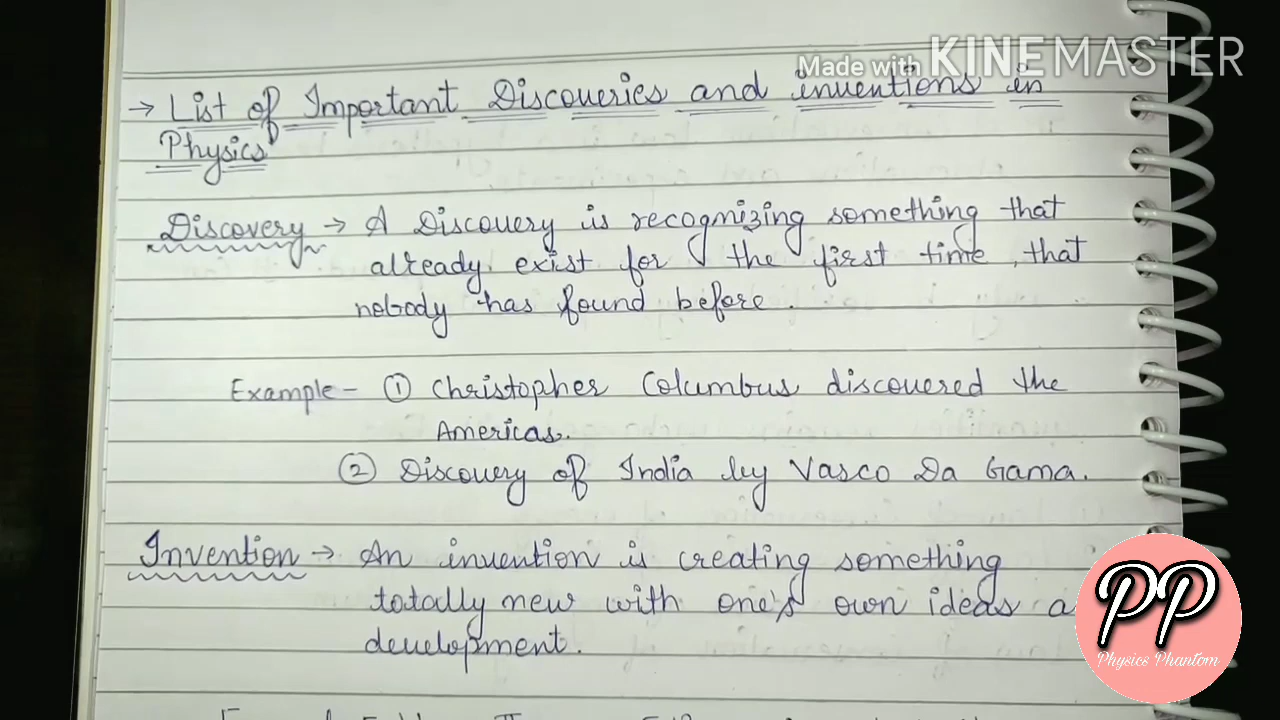 Made with KINEMASTER
→ List of Important Discoveries and inventions in
Physics
Discovery → A Discovery is recognizing something that
already exist for the first time, that
nobody has found before.
Example - ① Christopher Columbus discovered the
Americas.
② Discovery of India by Vasco Da Gama.
Invention → An invention is creating something
totally new with one's own ideas a
development.
PP
Physics Phantom